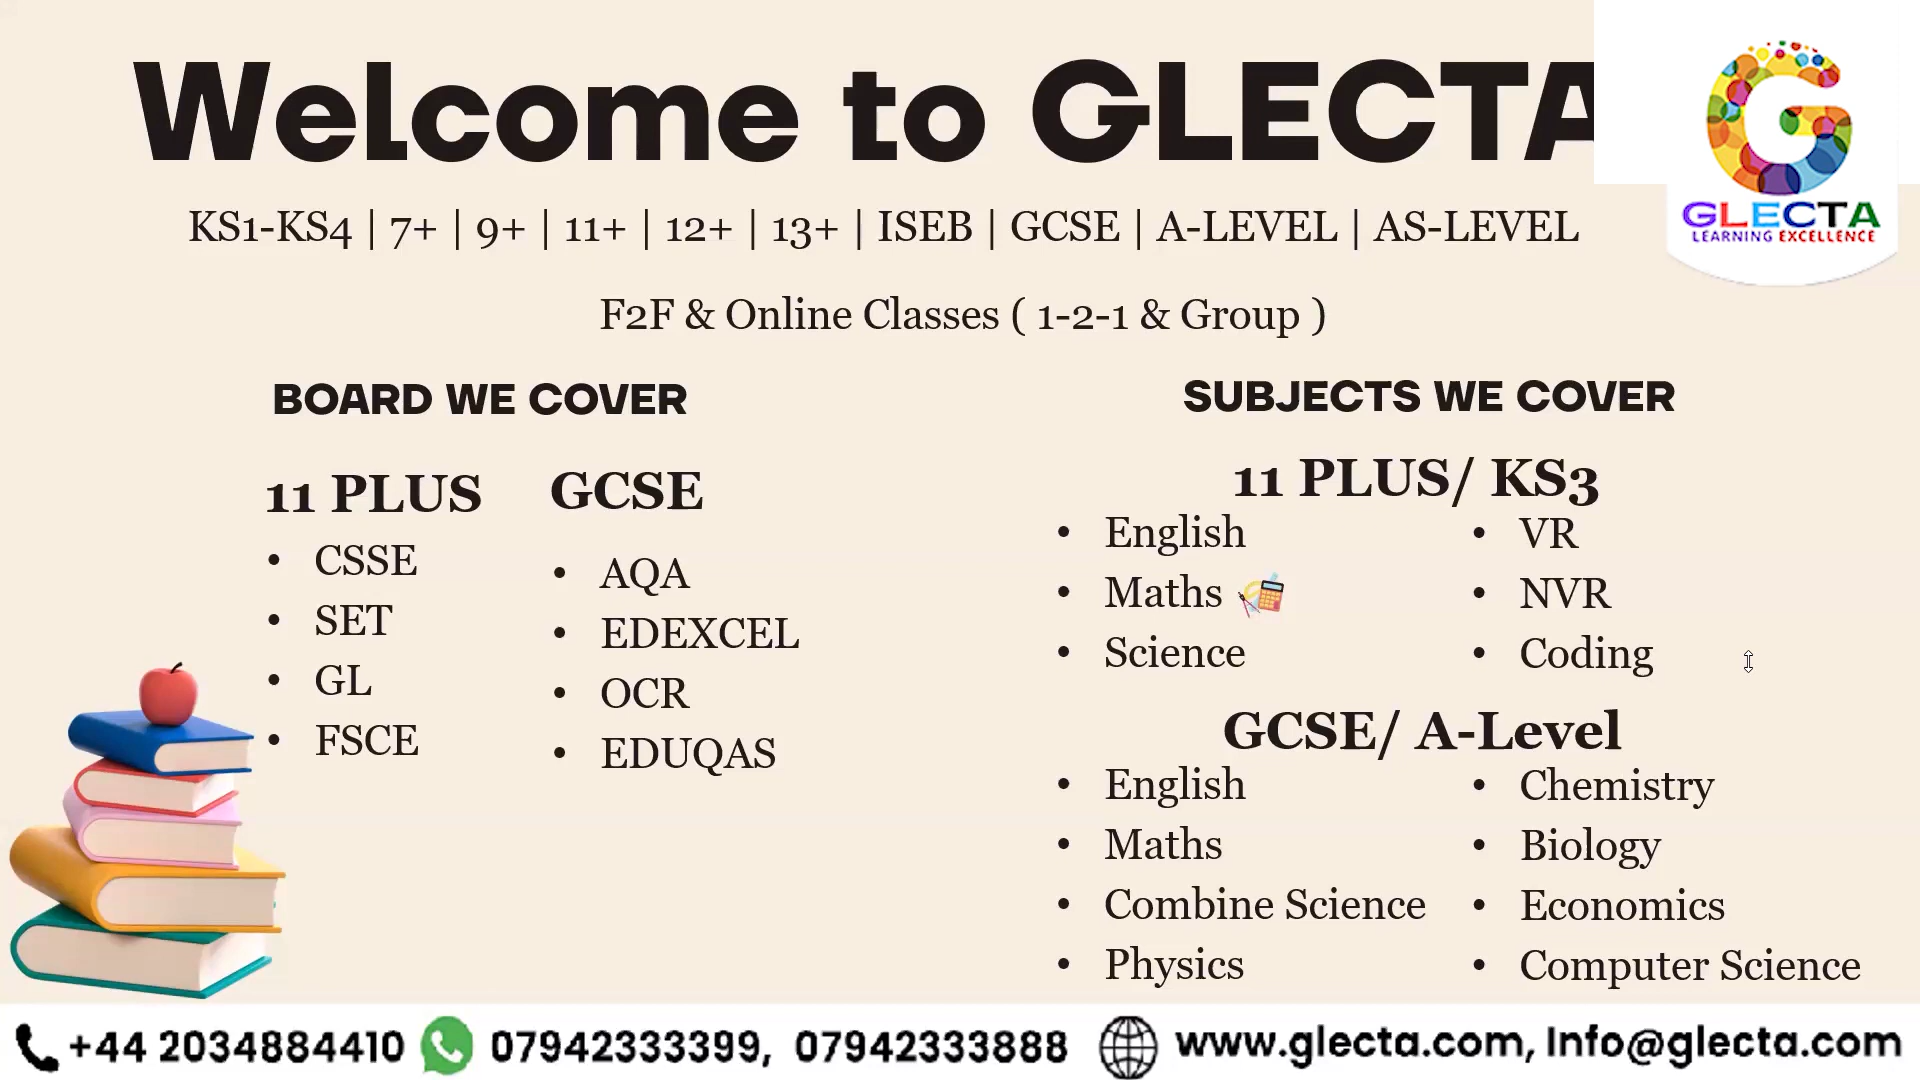 Welcome to GLECTA
GLECTA
LEARNING EXCELLENCE
KS1-KS4 | 7+ | 9+ | 11+ | 12+ | 13+ | ISEB | GCSE | A-LEVEL | AS-LEVEL
F2F & Online Classes ( 1-2-1 & Group )
BOARD WE COVER
11 PLUS
• CSSE
• SET
• GL
• FSCE
GCSE
• AQA
• EDEXCEL
• OCR
• EDUQAS
SUBJECTS WE COVER
11 PLUS/ KS3
• English
• Maths
• Science
• VR
• NVR
• Coding
GCSE/ A-Level
• English
• Maths
• Combine Science
• Physics
• Chemistry
• Biology
• Economics
• Computer Science
+44 2034884410 07942333399, 07942333888 www.glecta.com, Info@glecta.com